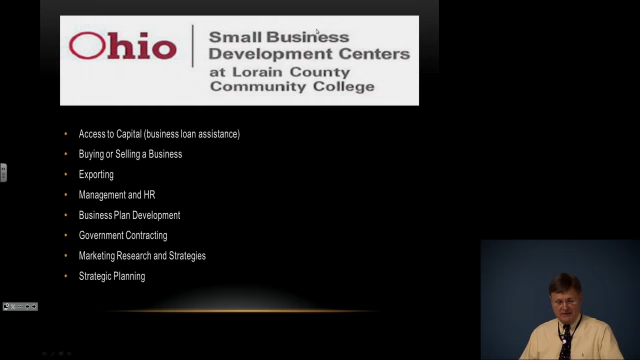 Ohio
Small Business
Development Centers
at Lorain County
Community College
• Access to Capital (business loan assistance)
• Buying or Selling a Business
• Exporting
• Management and HR
• Business Plan Development
• Government Contracting
• Marketing Research and Strategies
• Strategic Planning